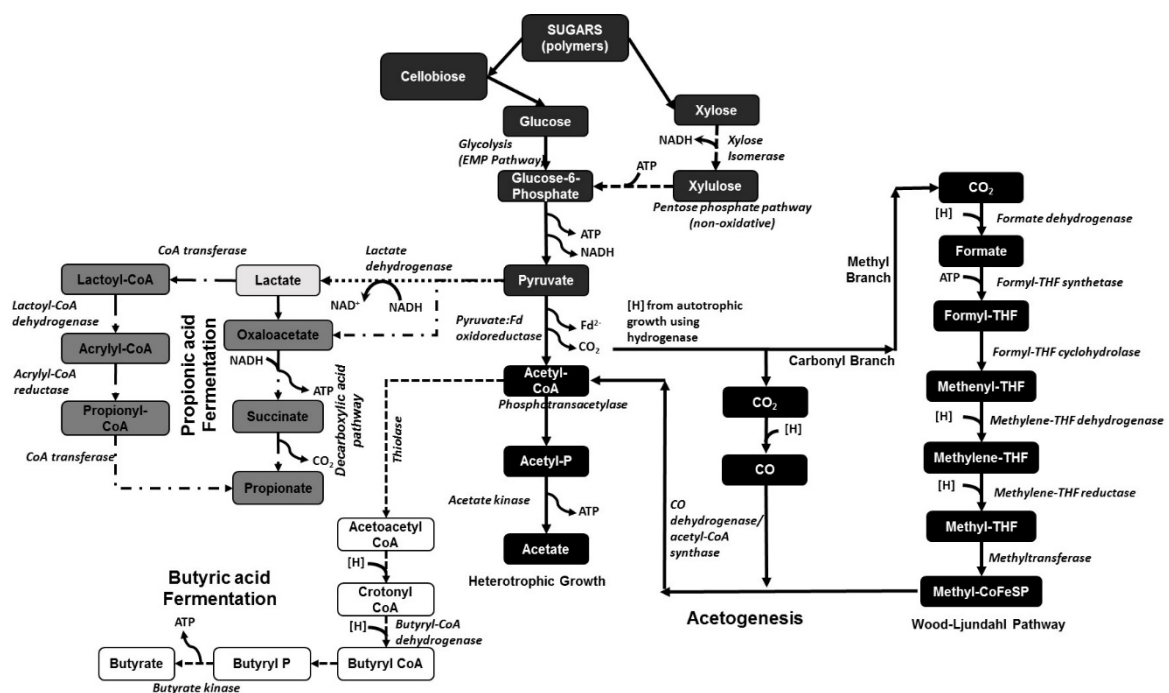 SUGARS
(polymers)
Cellobiose
Glucose
Xylose
Glycolysis
(EMP Pathway)
NADH
Xylose
Isomerase
ATP
Glucose-6-
Phosphate
Xylulose
Pentose phosphate pathway
(non-oxidative)
ATP
NADH
CO₂
[H]
Formate dehydrogenase
Methyl
Branch
Formate
ATP
Formyl-THF synthetase
Formyl-THF
Formyl-THF cyclohydrolase
Methenyl-THF
[H]
Methylene-THF dehydrogenase
Methylene-THF
[H]
Methylene-THF reductase
Methyl-THF
Methyltransferase
Methyl-CoFeSP
Wood-Ljundahl Pathway
CoA transferase
Lactate
dehydrogenase
Lactoyl-CoA
Lactate
Pyruvate
NAD⁺
NADH
Lactoyl-CoA
dehydrogenase
Oxaloacetate
Pyruvate:Fd
oxidoreductase
Fd²⁻
CO₂
[H] from autotrophic
growth using
hydrogenase
Carbonyl Branch
Acrylyl-CoA
NADH
ATP
Acrylyl-CoA
reductase
Propionic acid
Fermentation
Acetyl-
CoA
Phosphotransacetylase
CO₂
[H]
CO
Propionyl-
CoA
Succinate
Decarboxylic acid
pathway
CO₂
CoA transferase
Propionate
Thiolase
Acetyl-P
Acetate kinase
ATP
Acetate
Heterotrophic Growth
CO
dehydrogenase/
acetyl-CoA
synthase
Acetogenesis
Acetoacetyl
CoA
[H]
Crotonyl
CoA
Butyric acid
Fermentation
[H]
Butyryl-CoA
dehydrogenase
ATP
Butyrate
Butyryl P
Butyryl CoA
Butyrate kinase